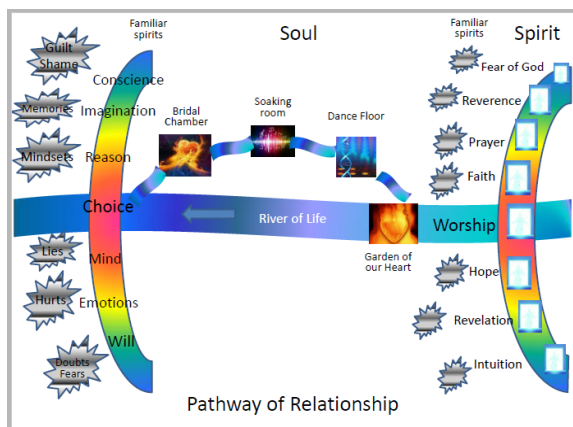 Familiar
spirits
Soul
Familiar
spirits
Spirit
Guilt
Shame
Conscience
Fear of God
Memories
Imagination
Bridal
Chamber
Soaking
room
Dance Floor
Reverence
Mindsets
Reason
Prayer
Faith
Choice
River of Life
Worship
Lies
Mind
Garden of
our Heart
Hope
Hurts
Emotions
Revelation
Will
Doubts
Fears
Intuition
Pathway of Relationship